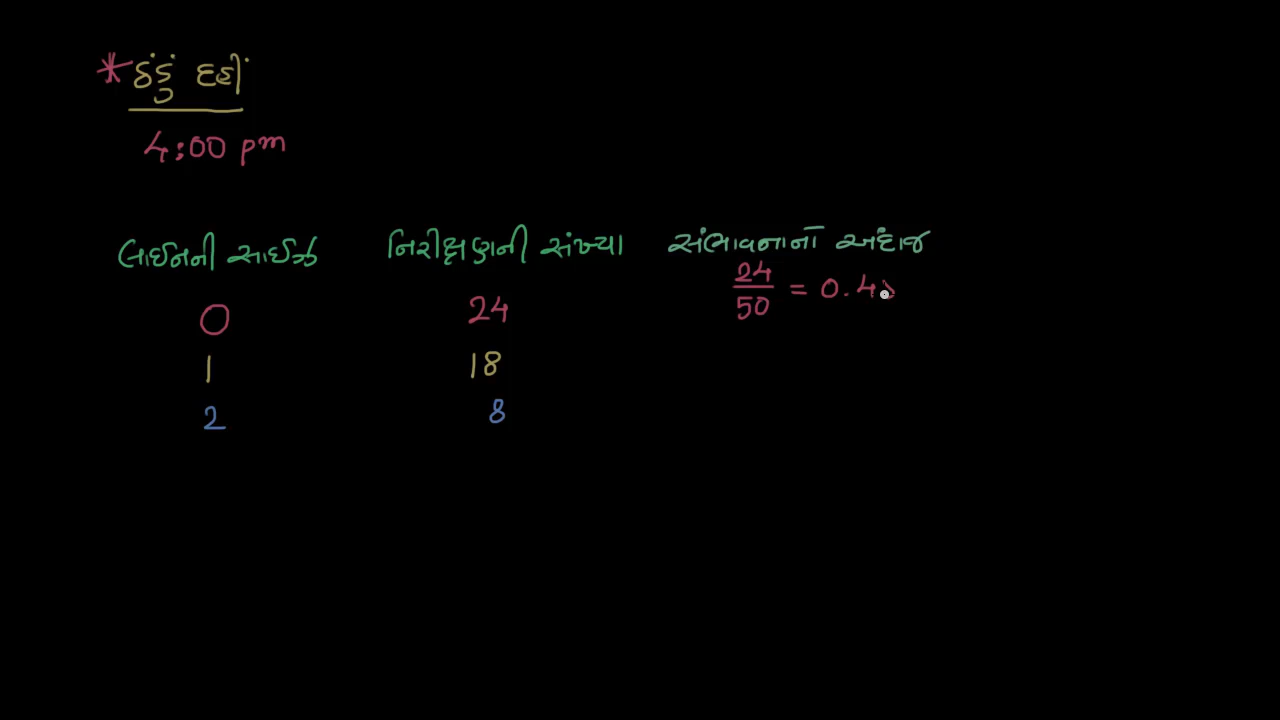 * ઠંડું દહીં
4:00 pm
લાઈનની સાઈઝ નિરીક્ષણની સંખ્યા સંભાવનાનો અંદાજ
0 24 24/50 = 0.4
1 18
2 8